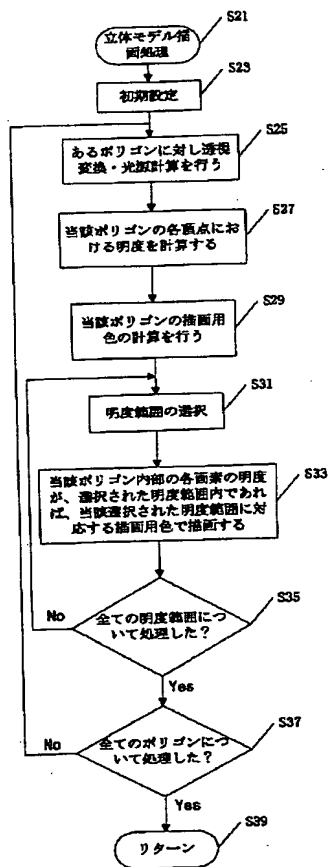 立体モデル描
画処理
S21
初期設定
S23
あるポリゴンに対し透視
変換・光源計算を行う
S25
当該ポリゴンの各頂点にお
ける明度を計算する
S27
当該ポリゴンの描画用
色の計算を行う
S29
明度範囲の選択
S31
当該ポリゴン内部の各画素の明度
が、選択された明度範囲内であれ
ば、当該選択された明度範囲に対
応する描画用色で描画する
S33
全ての明度範囲につ
いて処理した？
S35
No
Yes
全てのポリゴンにつ
いて処理した？
S37
No
Yes
リターン
S39